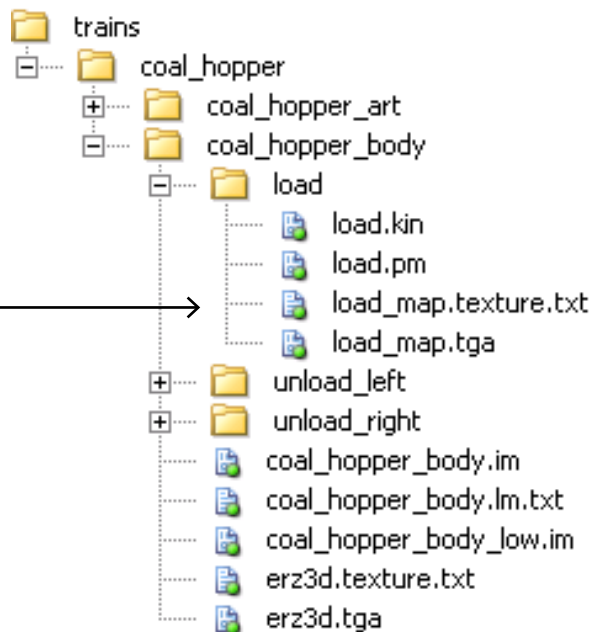 trains
coal_hopper
coal_hopper_art
coal_hopper_body
load
load.kin
load.pm
load_map.texture.txt
load_map.tga
unload_left
unload_right
coal_hopper_body.im
coal_hopper_body.lm.txt
coal_hopper_body_low.im
erz3d.texture.txt
erz3d.tga